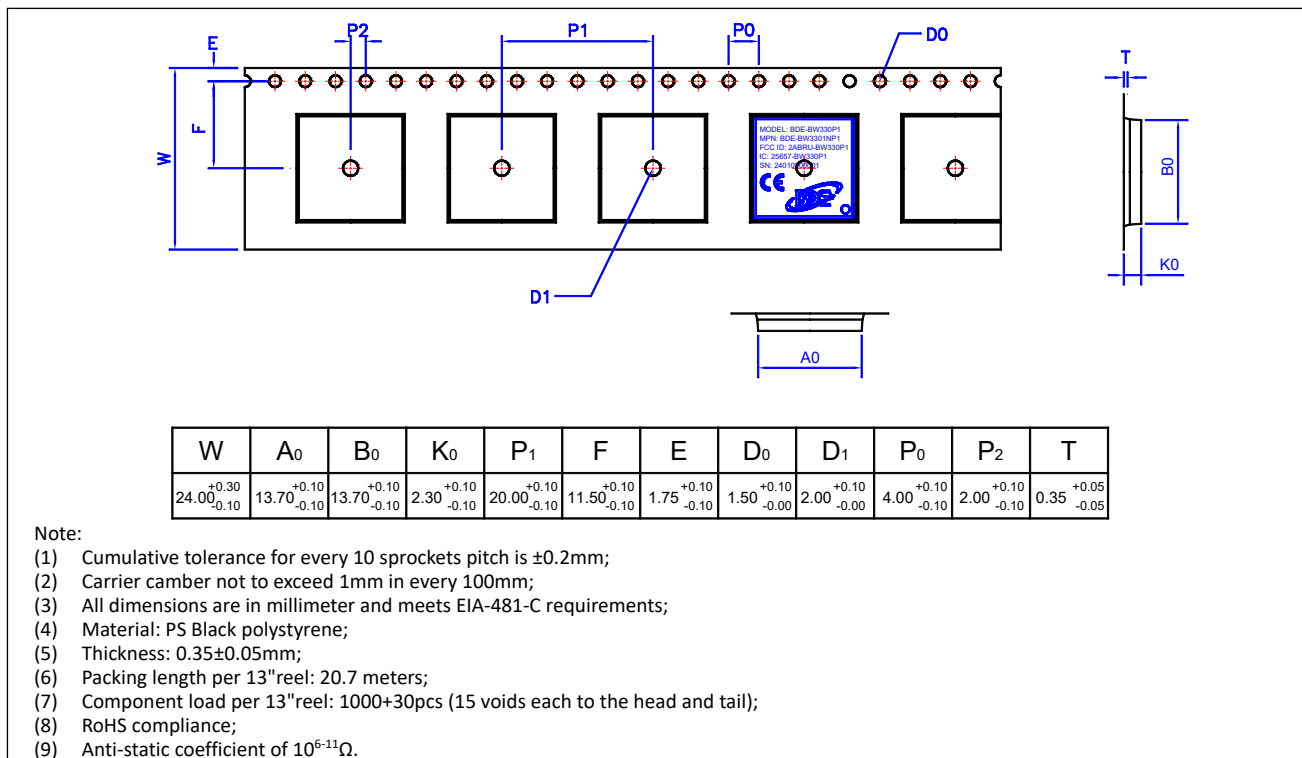 P2
P1
P0
D0
E
T
F
W
B0
MODEL: BDE-BW330P1
MPN: BDE-BW3301NP1
FCC ID: 2ABRU-BW330P1
IC: 25657-BW330P1
CE
BDE
K0
D1
A0
W A0 B0 K0 P1 F E D0 D1 P0 P2 T
24.00 +0.30 -0.10 13.70 +0.10 -0.10 13.70 +0.10 -0.10 2.30 +0.10 -0.10 20.00 +0.10 -0.10 11.50 +0.10 -0.10 1.75 +0.10 -0.10 1.50 +0.10 -0.00 2.00 +0.10 -0.00 4.00 +0.10 -0.10 2.00 +0.10 -0.10 0.35 +0.05 -0.05
Note:
(1) Cumulative tolerance for every 10 sprockets pitch is ±0.2mm;
(2) Carrier camber not to exceed 1mm in every 100mm;
(3) All dimensions are in millimeter and meets EIA-481-C requirements;
(4) Material: PS Black polystyrene;
(5) Thickness: 0.35±0.05mm;
(6) Packing length per 13"reel: 20.7 meters;
(7) Component load per 13"reel: 1000+30pcs (15 voids each to the head and tail);
(8) RoHS compliance;
(9) Anti-static coefficient of 10⁶⁻¹¹Ω.